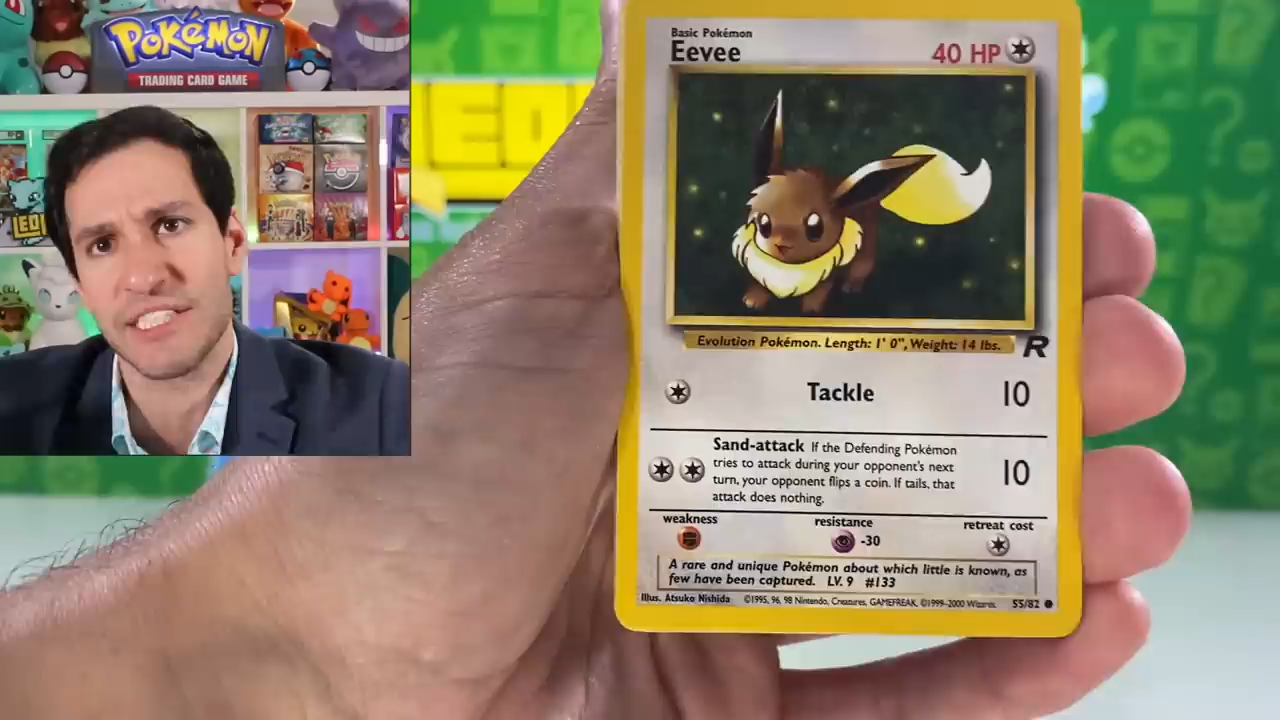 POKéMON
TRADING CARD GAME
LEO
LEO
Basic Pokémon
Eevee
40 HP
Evolution Pokémon. Length: 1' 0", Weight: 14 lbs.
R
Tackle 10
Sand-attack If the Defending Pokémon
tries to attack during your opponent's next
turn, your opponent flips a coin. If tails, that
attack does nothing.
10
weakness resistance retreat cost
-30
A rare and unique Pokémon about which little is known, as
few have been captured. LV. 9 #133
Illus. Atsuko Nishida ©1995, 96, 98 Nintendo, Creatures, GAMEFREAK. ©1999-2000 Wizards. 55/82